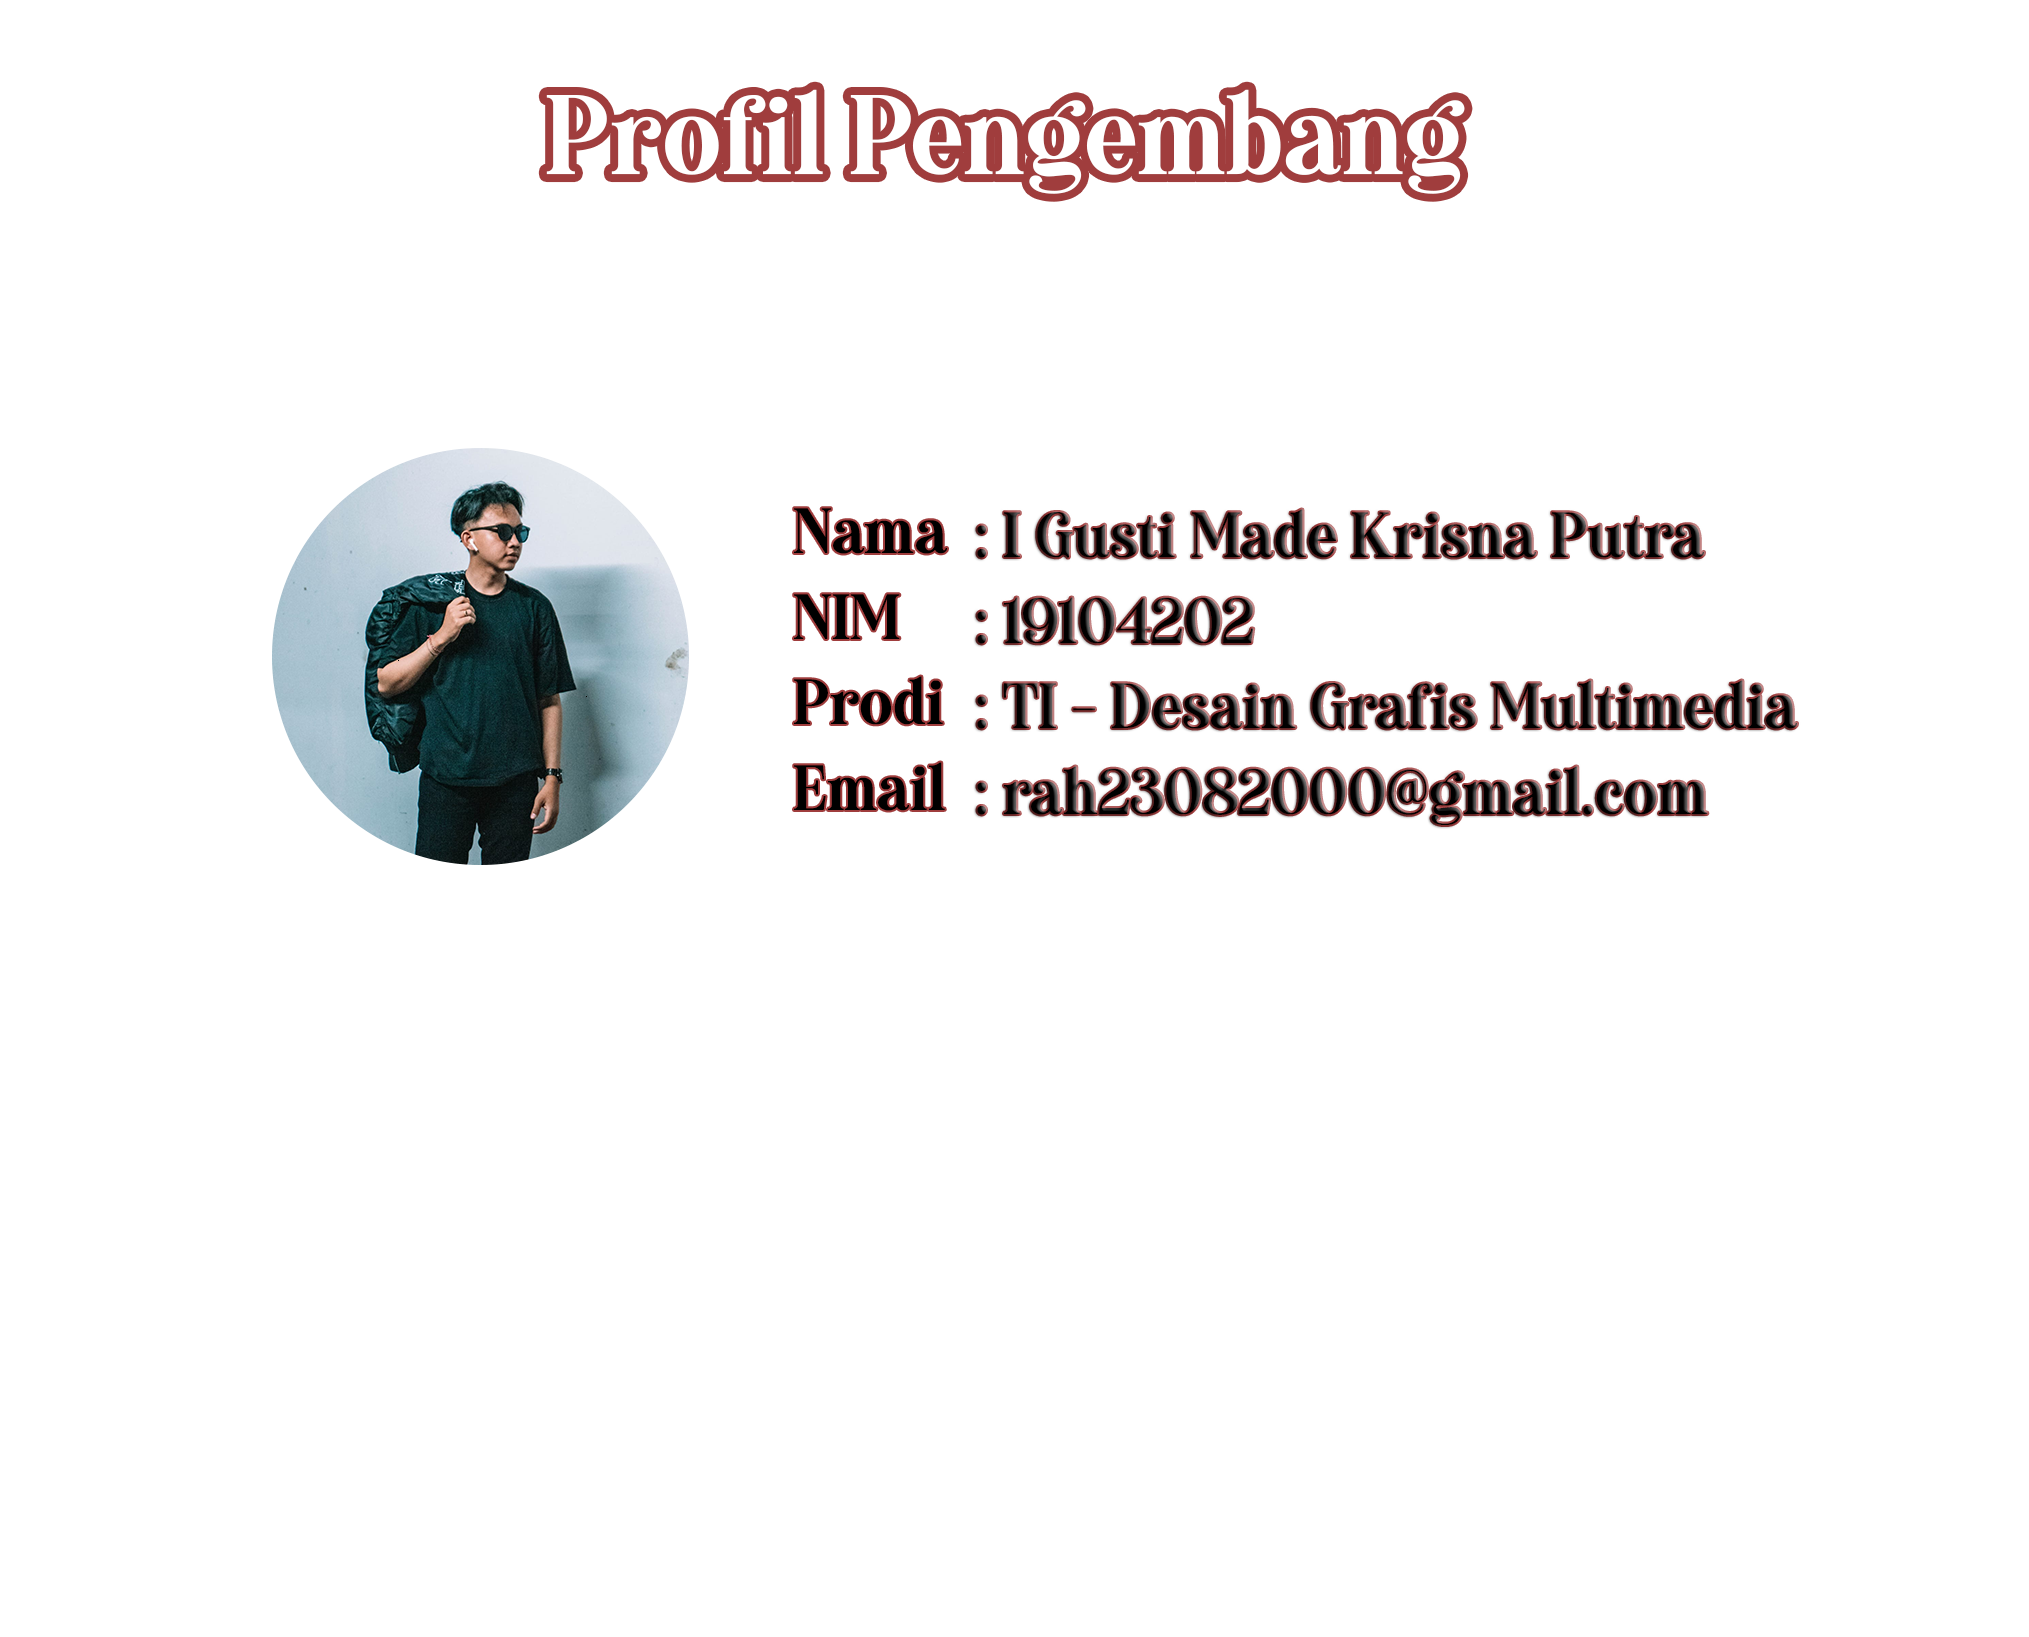 Profil Pengembang
Nama : I Gusti Made Krisna Putra
NIM : 19104202
Prodi : TI - Desain Grafis Multimedia
Email : rah23082000@gmail.com